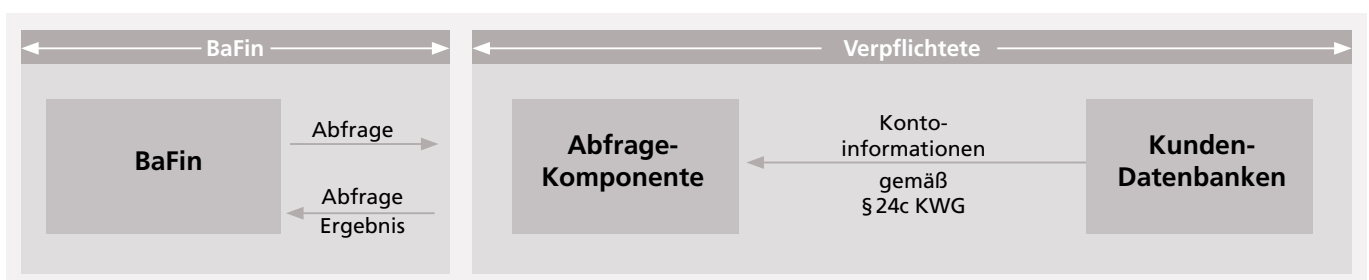 BaFin
Verpflichtete
BaFin
Abfrage
Abfrage
Ergebnis
Abfrage-
Komponente
Konto-
informationen
gemäß
§ 24c KWG
Kunden-
Datenbanken